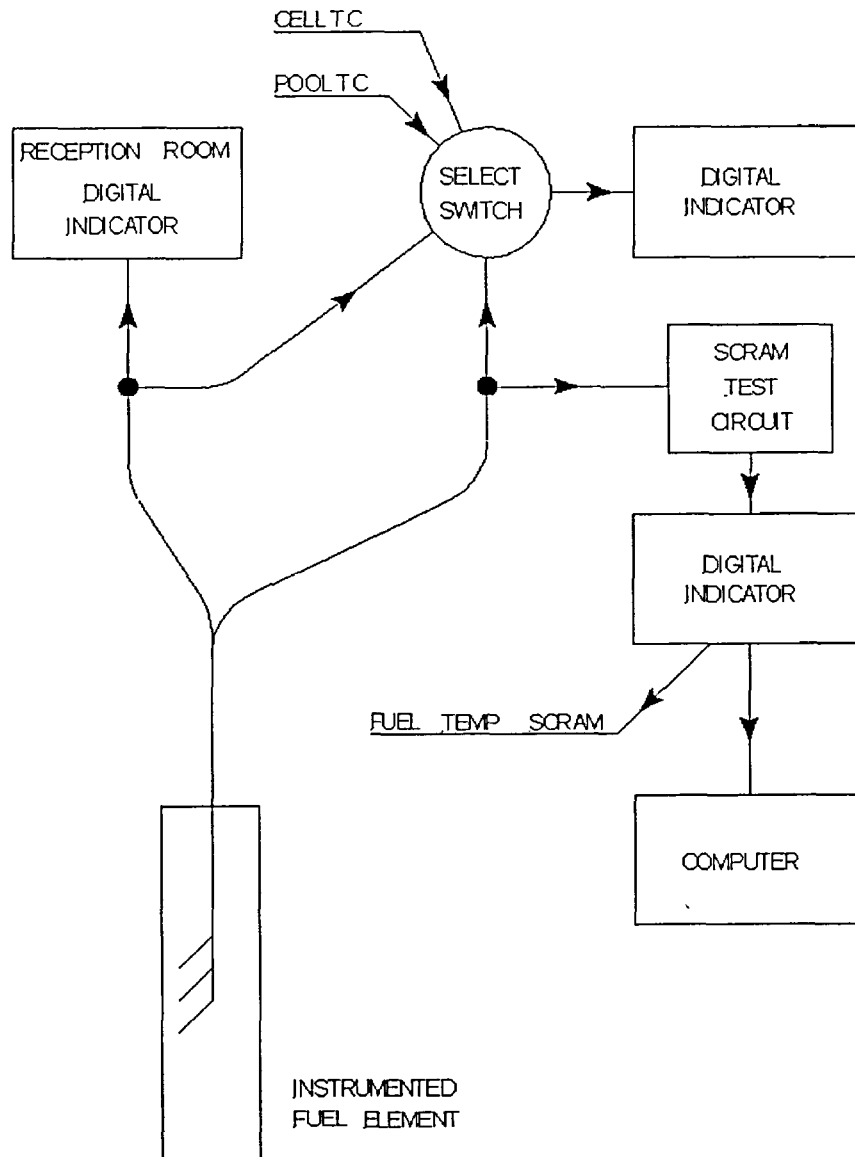 CELL TC
POOL TC
RECEPTION ROOM
DIGITAL
INDICATOR
SELECT
SWITCH
DIGITAL
INDICATOR
SCRAM
TEST
CIRCUIT
DIGITAL
INDICATOR
FUEL TEMP SCRAM
COMPUTER
INSTRUMENTED
FUEL ELEMENT